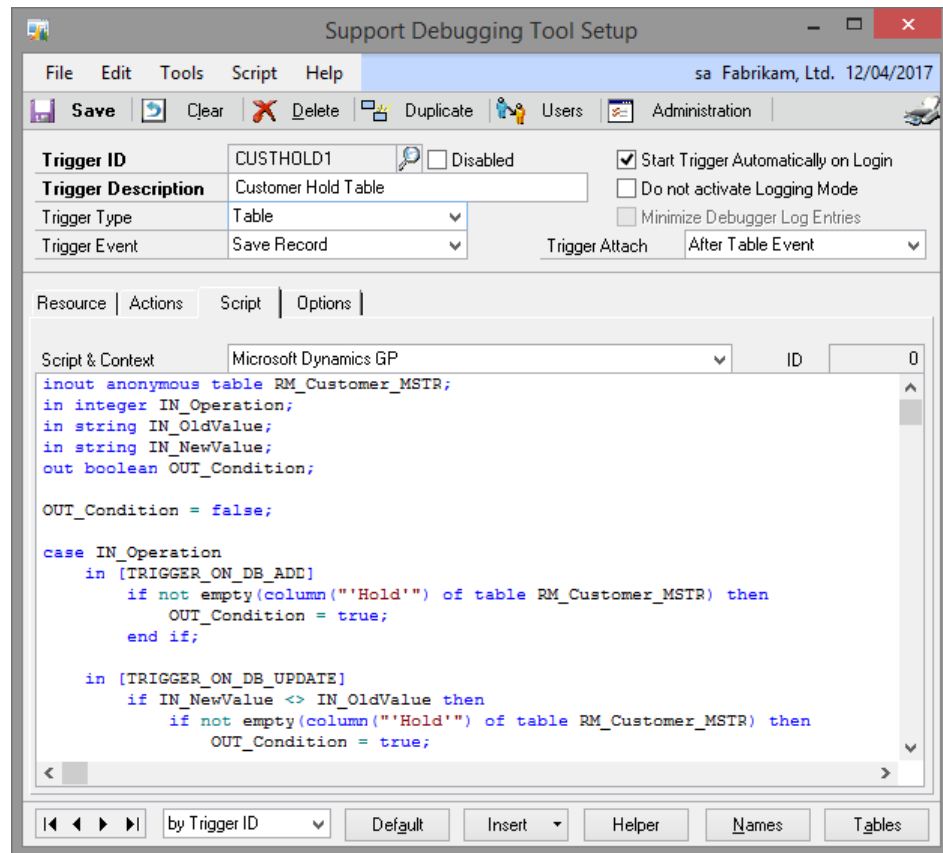 Support Debugging Tool Setup
File Edit Tools Script Help sa Fabrikam, Ltd. 12/04/2017
Save Clear Delete Duplicate Users Administration
Trigger ID CUSTHOLD1 Disabled Start Trigger Automatically on Login
Trigger Description Customer Hold Table Do not activate Logging Mode
Trigger Type Table Minimize Debugger Log Entries
Trigger Event Save Record Trigger Attach After Table Event
Resource Actions Script Options
Script & Context Microsoft Dynamics GP ID 0
inout anonymous table RM_Customer_MSTR;
in integer IN_Operation;
in string IN_OldValue;
in string IN_NewValue;
out boolean OUT_Condition;
OUT_Condition = false;
case IN_Operation
in [TRIGGER_ON_DB_ADD]
if not empty(column("'Hold'") of table RM_Customer_MSTR) then
OUT_Condition = true;
end if;
in [TRIGGER_ON_DB_UPDATE]
if IN_NewValue <> IN_OldValue then
if not empty(column("'Hold'") of table RM_Customer_MSTR) then
OUT_Condition = true;
by Trigger ID Default Insert Helper Names Tables